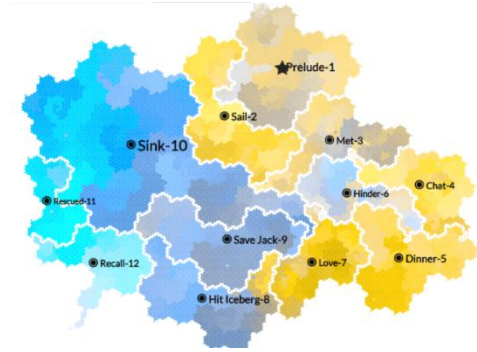 Prelude-1
Sail-2
Met-3
Sink-10
Chat-4
Hinder-6
Rescued-11
Save Jack-9
Dinner-5
Recall-12
Love-7
Hit Iceberg-8